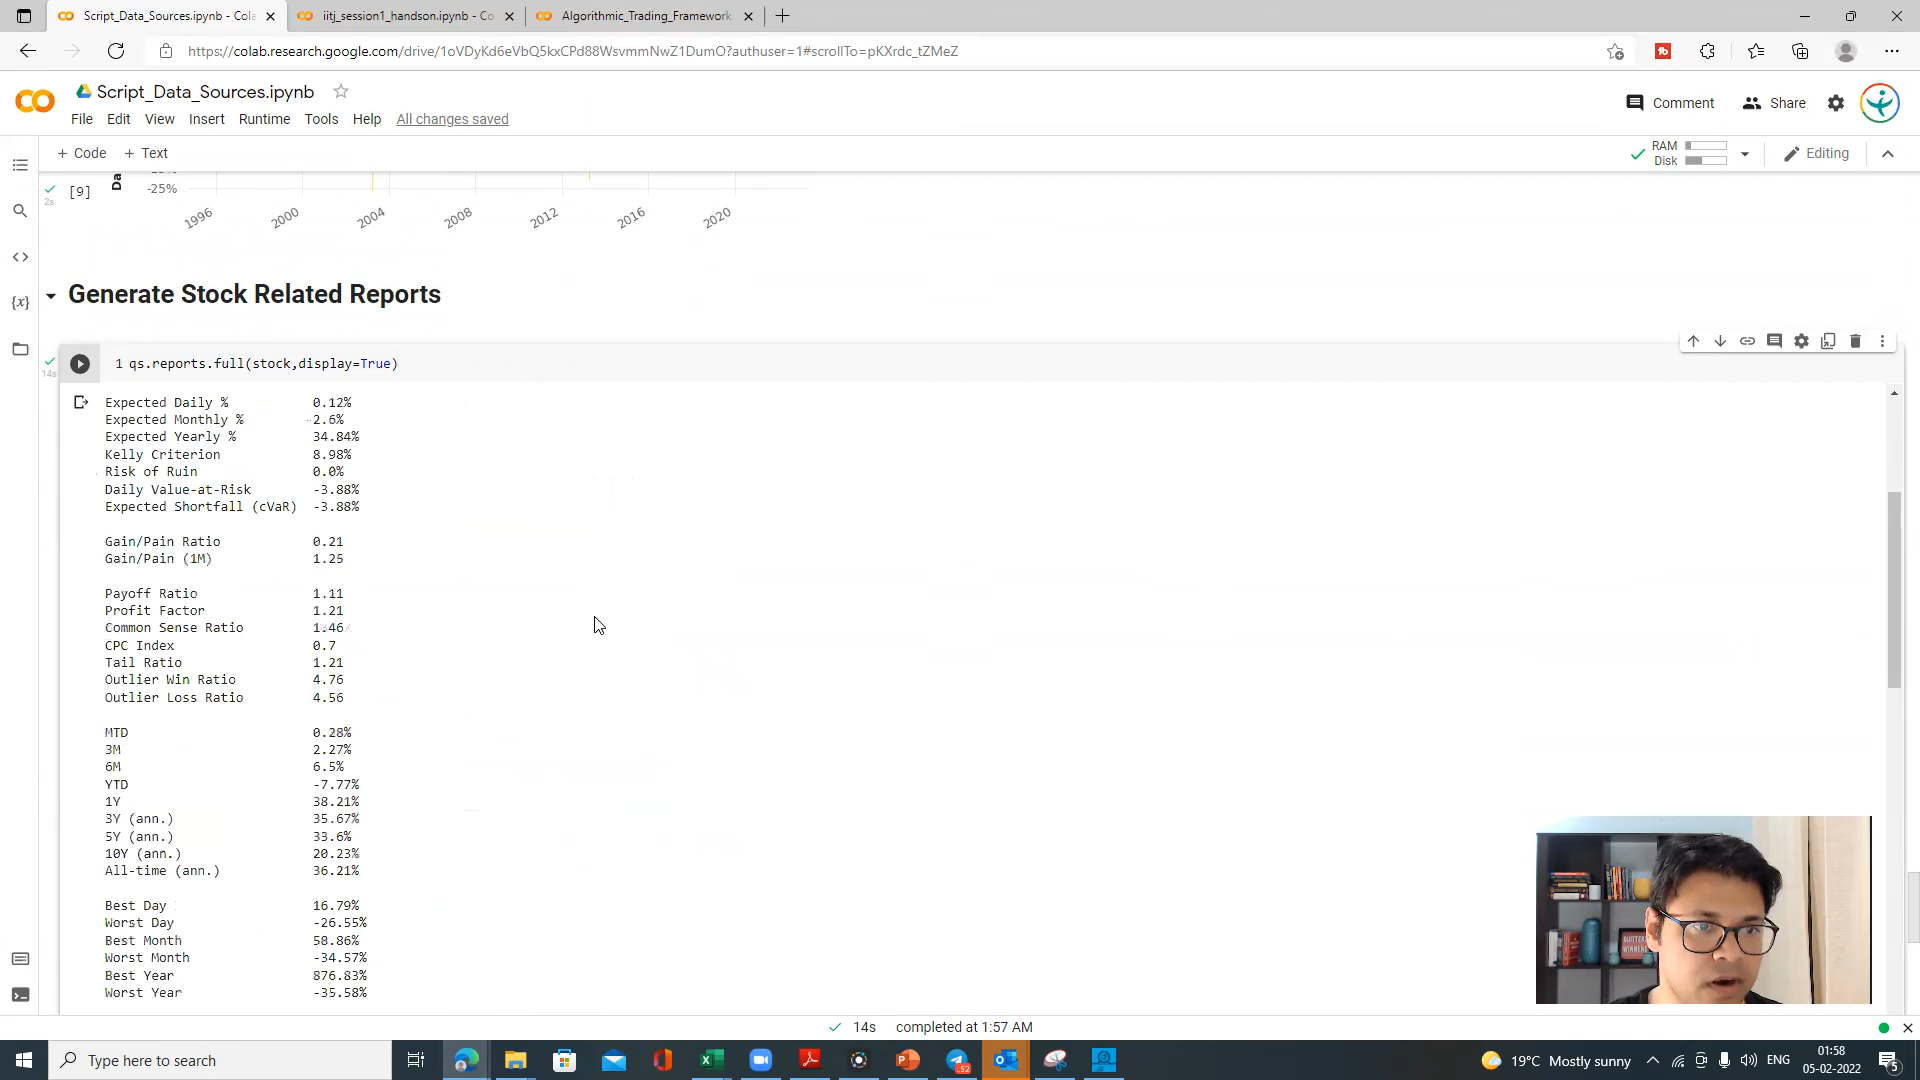 Script_Data_Sources.ipynb - Cola
iitj_session1_handson.ipynb - Co
Algorithmic_Trading_Framework.
https://colab.research.google.com/drive/1oVDyKd6eVbQ5kxCPd88WsvmmNwZ1DumO?authuser=1#scrollTo=pKXrdc_tZMeZ
Script_Data_Sources.ipynb
Comment
Share
File Edit View Insert Runtime Tools Help All changes saved
+ Code + Text
RAM
Disk
Editing
[9]
2s
Da
-25%
1996 2000 2004 2008 2012 2016 2020
Generate Stock Related Reports
14s
1 qs.reports.full(stock,display=True)
Expected Daily % 0.12%
Expected Monthly % 2.6%
Expected Yearly % 34.84%
Kelly Criterion 8.98%
Risk of Ruin 0.0%
Daily Value-at-Risk -3.88%
Expected Shortfall (cVaR) -3.88%
Gain/Pain Ratio 0.21
Gain/Pain (1M) 1.25
Payoff Ratio 1.11
Profit Factor 1.21
Common Sense Ratio 1.46
CPC Index 0.7
Tail Ratio 1.21
Outlier Win Ratio 4.76
Outlier Loss Ratio 4.56
MTD 0.28%
3M 2.27%
6M 6.5%
YTD -7.77%
1Y 38.21%
3Y (ann.) 35.67%
5Y (ann.) 33.6%
10Y (ann.) 20.23%
All-time (ann.) 36.21%
Best Day 16.79%
Worst Day -26.55%
Best Month 58.86%
Worst Month -34.57%
Best Year 876.83%
Worst Year -35.58%
14s completed at 1:57 AM
Type here to search
19°C Mostly sunny
ENG
01:58
05-02-2022
5